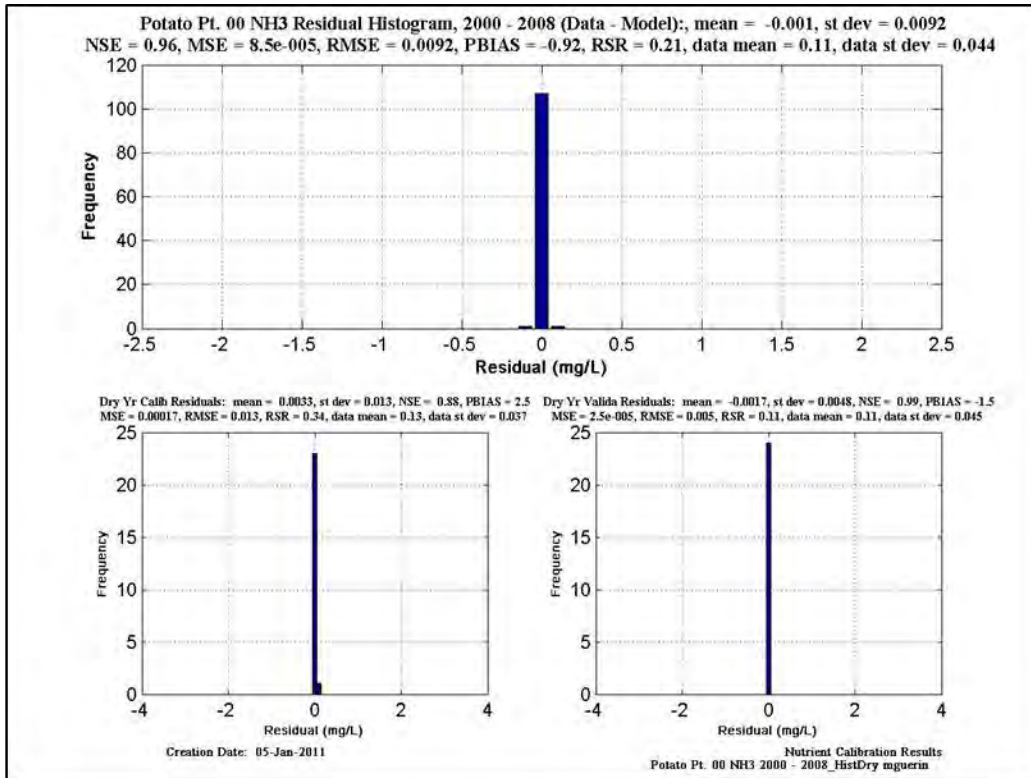 Potato Pt. 00 NH3 Residual Histogram, 2000 - 2008 (Data - Model):, mean = -0.001, st dev = 0.0092
NSE = 0.96, MSE = 8.5e-005, RMSE = 0.0092, PBIAS = -0.92, RSR = 0.21, data mean = 0.11, data st dev = 0.044
120
100
80
60
40
20
0
Frequency
-2.5 -2 -1.5 -1 -0.5 0 0.5 1 1.5 2 2.5
Residual (mg/L)
Dry Yr Calib Residuals: mean = 0.0033, st dev = 0.013, NSE = 0.88, PBIAS = 2.5
MSE = 0.00017, RMSE = 0.013, RSR = 0.34, data mean = 0.13, data st dev = 0.037
25
20
15
10
5
0
Frequency
-4 -2 0 2 4
Residual (mg/L)
Dry Yr Valida Residuals: mean = -0.0017, st dev = 0.0048, NSE = 0.99, PBIAS = -1.5
MSE = 2.5e-005, RMSE = 0.005, RSR = 0.11, data mean = 0.11, data st dev = 0.045
25
20
15
10
5
0
Frequency
-4 -2 0 2 4
Residual (mg/L)
Creation Date: 05-Jan-2011
Nutrient Calibration Results
Potato Pt. 00 NH3 2000 - 2008_HistDry mguerin